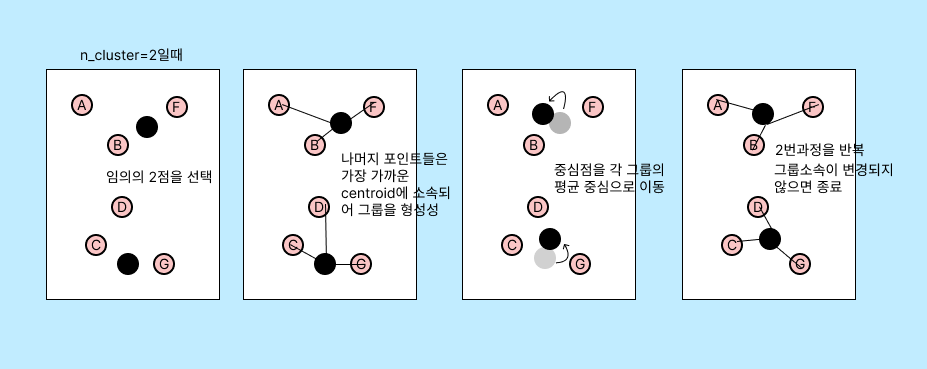 n_cluster=2일때
A
F
B
임의의 2점을 선택
D
C
G
A
F
B
나머지 포인트들은
가장 가까운
centroid에 소속되
어 그룹을 형성성
D
C
G
A
F
B
중심점을 각 그룹의
평균 중심으로 이동
D
C
G
A
F
B
2번과정을 반복
그룹소속이 변경되지
않으면 종료
D
C
G